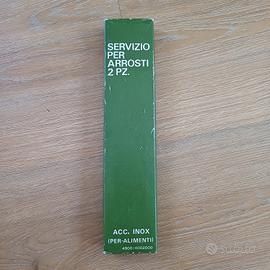 SERVIZIO
PER
ARROSTI
2 PZ.
ACC. INOX
(PER-ALIMENTI)